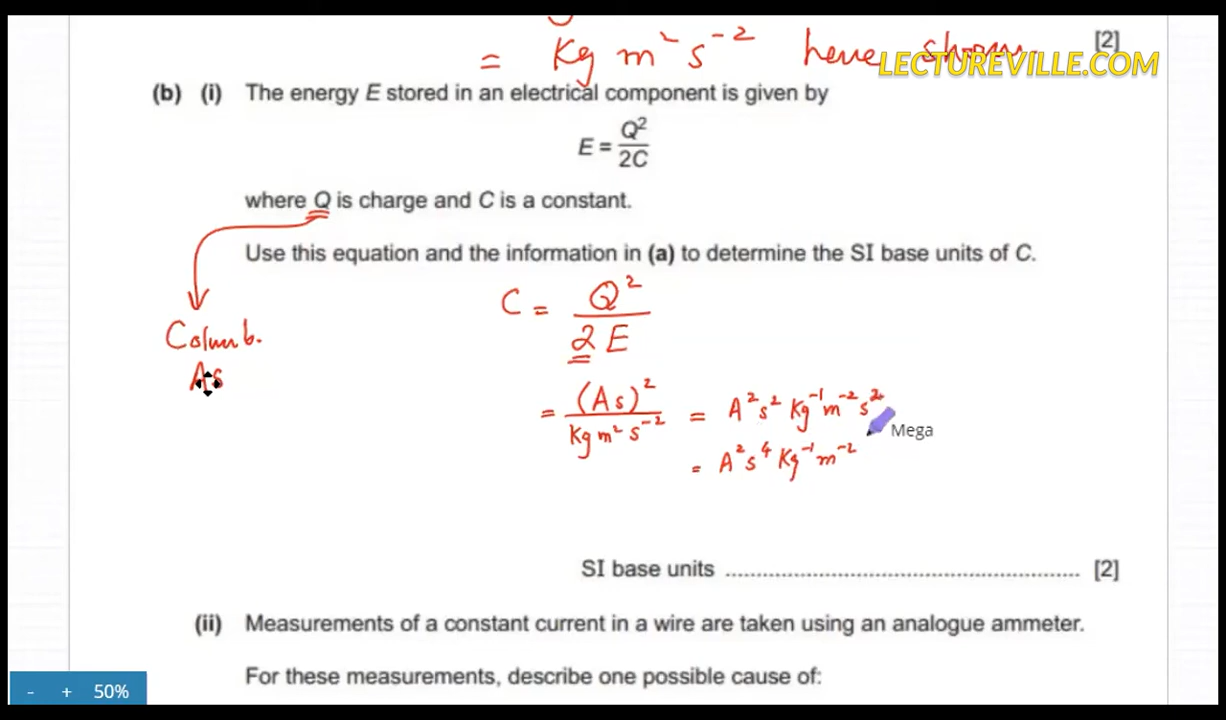 = Kg m² s⁻² hence shown. [2]
LECTUREVILLE.COM
(b) (i) The energy E stored in an electrical component is given by
E = Q²/2C
where Q is charge and C is a constant.
Use this equation and the information in (a) to determine the SI base units of C.
C = Q²/2E
Columb.
As
= (As)²/Kg m² s⁻² = A² s² Kg⁻¹ m⁻² s²
Mega
= A² s⁴ Kg⁻¹ m⁻²
SI base units ........................................................ [2]
(ii) Measurements of a constant current in a wire are taken using an analogue ammeter.
For these measurements, describe one possible cause of:
- + 50%